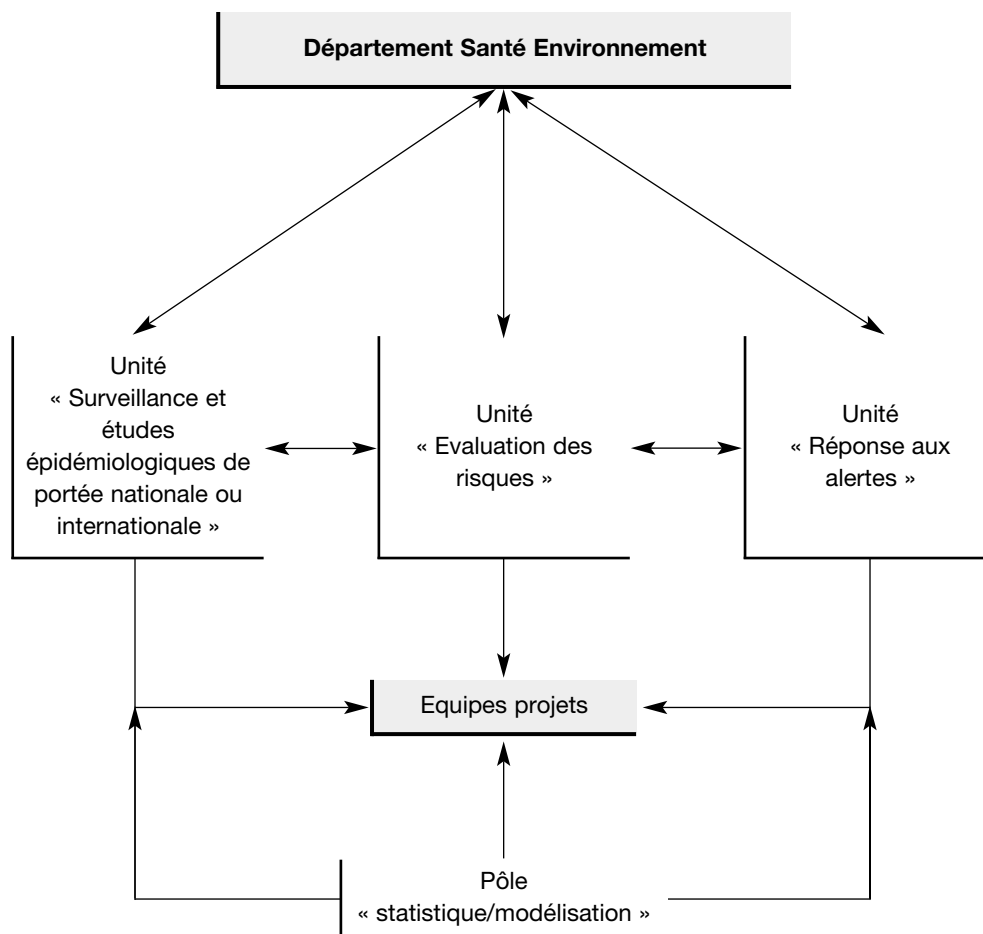 Département Santé Environnement
Unité
« Surveillance et
études
épidémiologiques de
portée nationale ou
internationale »
Unité
« Evaluation des
risques »
Unité
« Réponse aux
alertes »
Equipes projets
Pôle
« statistique/modélisation »